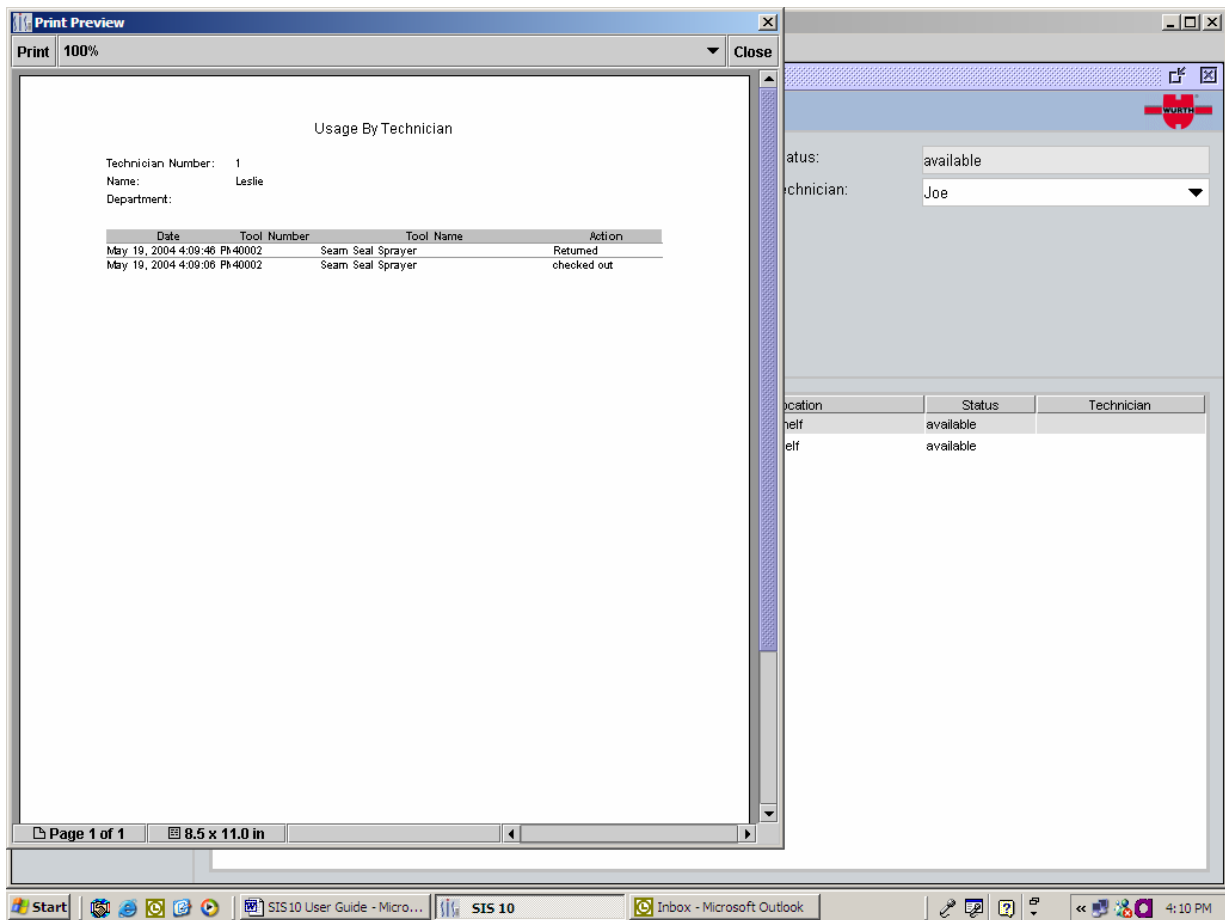 Print Preview
Print 100% Close
Usage By Technician
Technician Number: 1
Name: Leslie
Department:
Date Tool Number Tool Name Action
May 19, 2004 4:09:46 PM 40002 Seam Seal Sprayer Returned
May 19, 2004 4:09:06 PM 40002 Seam Seal Sprayer checked out
Page 1 of 1 8.5 x 11.0 in
WURTH
atus: available
echnician: Joe
ocation Status Technician
helf available
elf available
Start SIS10 User Guide - Micro... SIS 10 Inbox - Microsoft Outlook « 4:10 PM